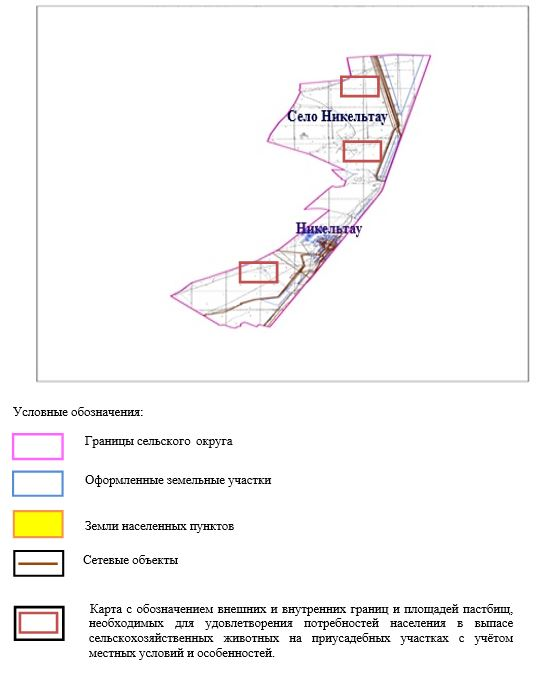 Село Никельтау
Никельтау
Условные обозначения:
Границы сельского округа
Оформленные земельные участки
Земли населенных пунктов
Сетевые объекты
Карта с обозначением внешних и внутренних границ и площадей пастбищ,
необходимых для удовлетворения потребностей населения в выпасе
сельскохозяйственных животных на приусадебных участках с учётом
местных условий и особенностей.